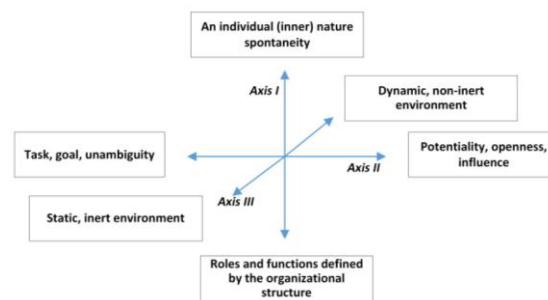 An individual (inner) nature
spontaneity
Axis I
Dynamic, non-inert
environment
Task, goal, unambiguity
Potentiality, openness,
influence
Axis II
Static, inert environment
Axis III
Roles and functions defined
by the organizational
structure